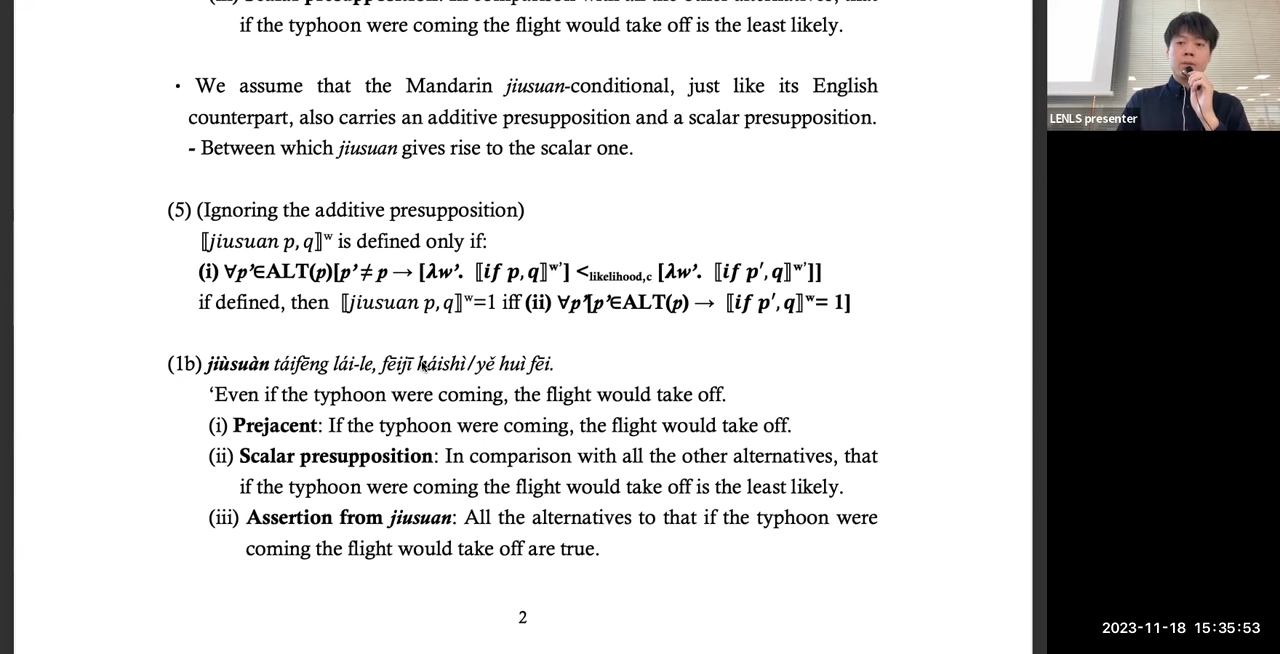 if the typhoon were coming the flight would take off is the least likely.
· We assume that the Mandarin jiusuan-conditional, just like its English
counterpart, also carries an additive presupposition and a scalar presupposition.
- Between which jiusuan gives rise to the scalar one.
(5) (Ignoring the additive presupposition)
⟦jiusuan p, q⟧ʷ is defined only if:
(i) ∀p’∈ALT(p)[p’ ≠ p → [λw’. ⟦if p, q⟧ʷ’] <likelihood,c [λw’. ⟦if p′, q⟧ʷ’]]
if defined, then ⟦jiusuan p, q⟧ʷ=1 iff (ii) ∀p’[p’∈ALT(p) → ⟦if p′, q⟧ʷ= 1]
(1b) jiùsuàn táifēng lái-le, fēijī háishì/yě huì fēi.
‘Even if the typhoon were coming, the flight would take off.
(i) Prejacent: If the typhoon were coming, the flight would take off.
(ii) Scalar presupposition: In comparison with all the other alternatives, that
if the typhoon were coming the flight would take off is the least likely.
(iii) Assertion from jiusuan: All the alternatives to that if the typhoon were
coming the flight would take off are true.
2
LENLS presenter
2023-11-18 15:35:53